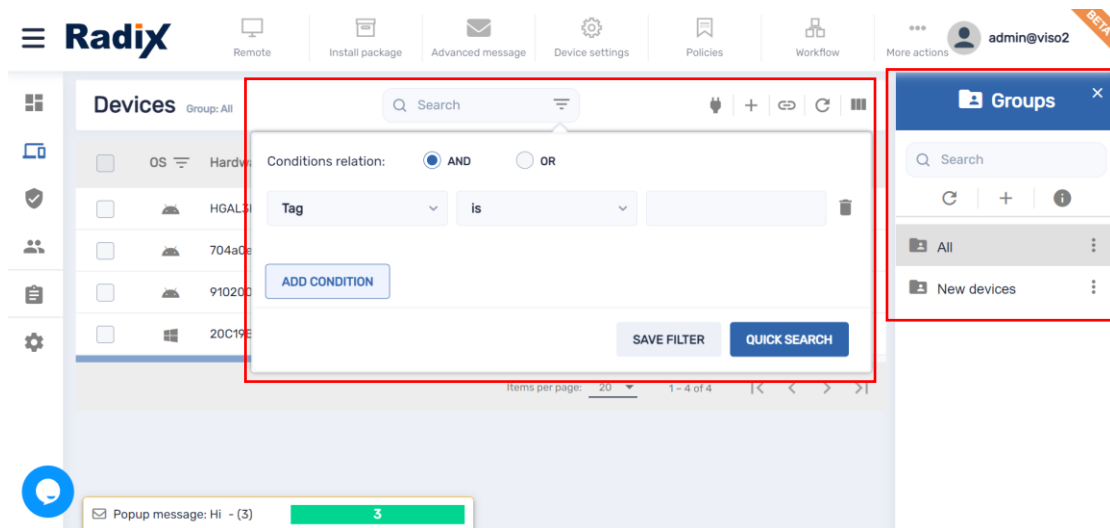 Radix
Remote
Install package
Advanced message
Device settings
Policies
Workflow
More actions
admin@viso2
BETA
Devices Group: All
Search
Groups
Search
OS
Conditions relation: AND OR
HGAL3
Tag is
All
ADD CONDITION
New devices
SAVE FILTER QUICK SEARCH
Items per page: 20 1 – 4 of 4
Popup message: Hi - (3) 3